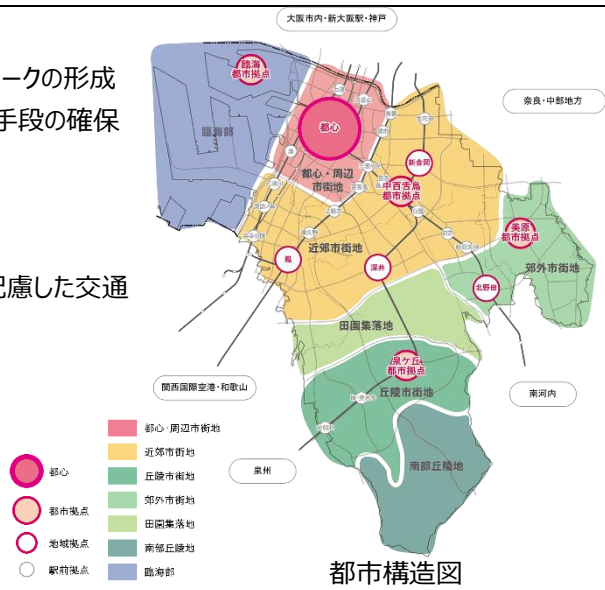 大阪市内・新大阪駅・神戸
ークの形成
手段の確保
臨海
都市拠点
奈良・中部地方
臨海部
都心
新金岡
都心・周辺
市街地
中百舌鳥
都市拠点
美原
都市拠点
近郊市街地
郊外市街地
鳳
深井
北野田
配慮した交通
田園集落地
泉ケ丘
都市拠点
関西国際空港・和歌山
丘陵市街地
南河内
都心・周辺市街地
近郊市街地
泉州
南部丘陵地
都心
丘陵市街地
郊外市街地
都市拠点
田園集落地
地域拠点
南部丘陵地
駅前拠点
臨海部
都市構造図